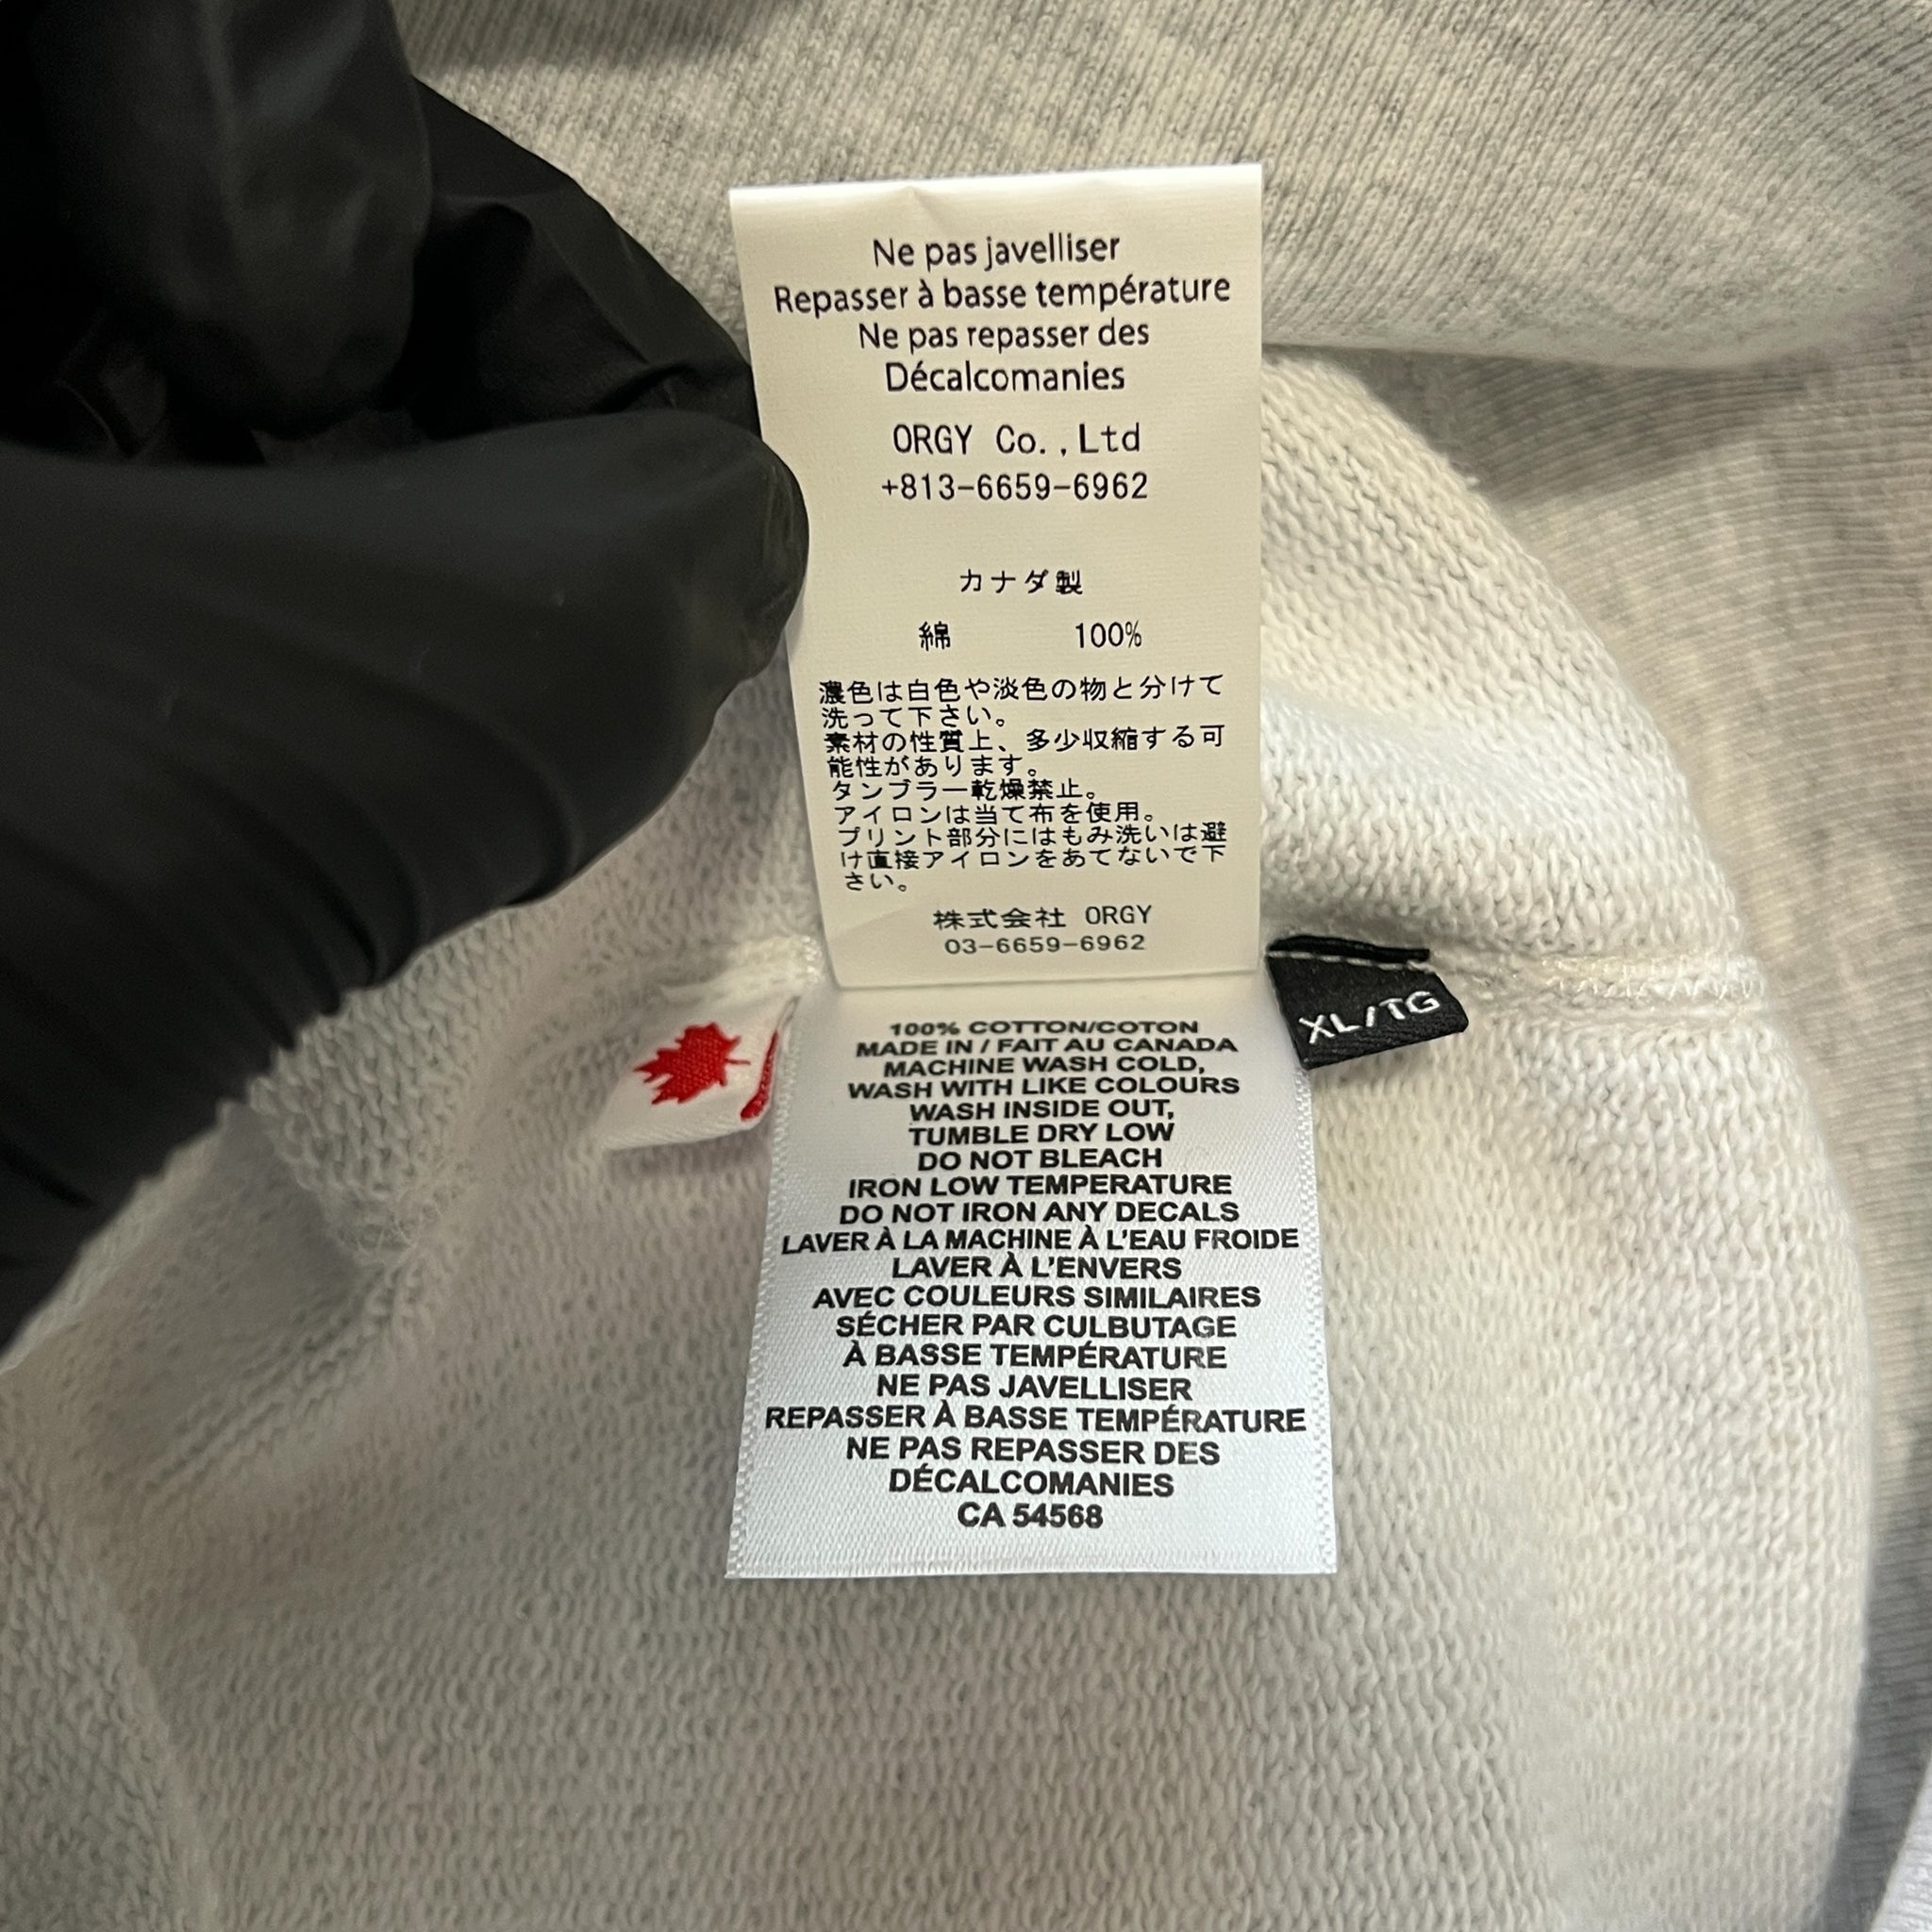 Ne pas javelliser
Repasser à basse température
Ne pas repasser des
Décalcomanies
ORGY Co.,Ltd
+813-6659-6962
カナダ製
綿 100%
濃色は白色や淡色の物と分けて
洗って下さい。
素材の性質上、多少収縮する可
能性があります。
タンブラー乾燥禁止。
アイロンは当て布を使用。
プリント部分にはもみ洗いは避
け直接アイロンをあてないで下
さい。
株式会社 ORGY
03-6659-6962
XL/TG
100% COTTON/COTON
MADE IN / FAIT AU CANADA
MACHINE WASH COLD,
WASH WITH LIKE COLOURS
WASH INSIDE OUT,
TUMBLE DRY LOW
DO NOT BLEACH
IRON LOW TEMPERATURE
DO NOT IRON ANY DECALS
LAVER À LA MACHINE À L'EAU FROIDE
LAVER À L'ENVERS
AVEC COULEURS SIMILAIRES
SÉCHER PAR CULBUTAGE
À BASSE TEMPÉRATURE
NE PAS JAVELLISER
REPASSER À BASSE TEMPÉRATURE
NE PAS REPASSER DES
DÉCALCOMANIES
CA 54568